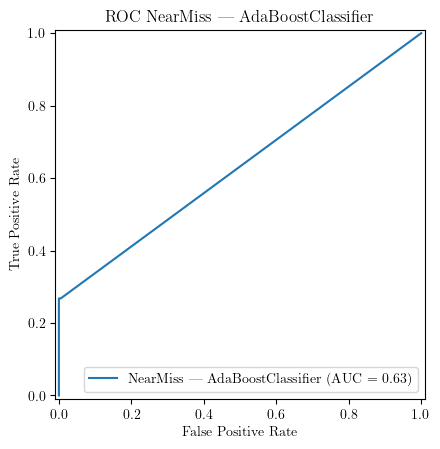 ROC NearMiss — AdaBoostClassifier
True Positive Rate
1.0
0.8
0.6
0.4
0.2
0.0
NearMiss — AdaBoostClassifier (AUC = 0.63)
0.0 0.2 0.4 0.6 0.8 1.0
False Positive Rate